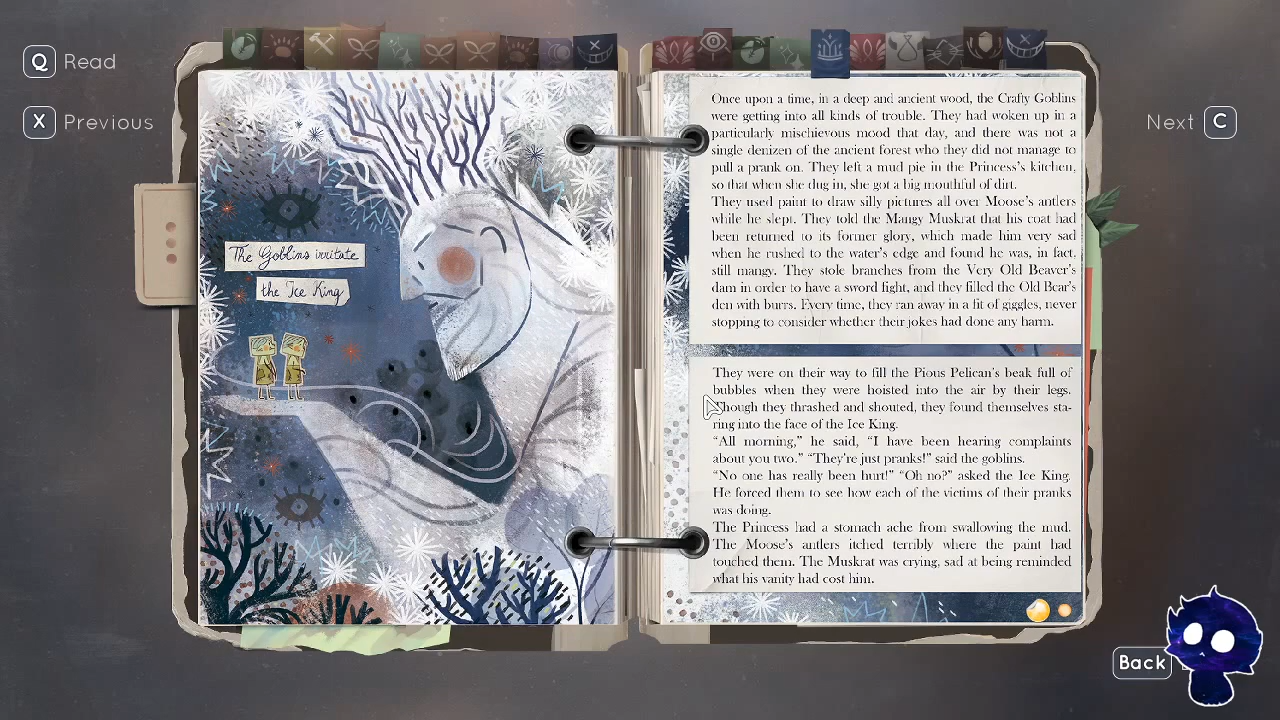 Q Read
X Previous
Next C
The Goblins irritate
the Ice King
Once upon a time, in a deep and ancient wood, the Crafty Goblins
were getting into all kinds of trouble. They had woken up in a
particularly mischievous mood that day, and there was not a
single denizen of the ancient forest who they did not manage to
pull a prank on. They left a mud pie in the Princess's kitchen,
so that when she dug in, she got a big mouthful of dirt.
They used paint to draw silly pictures all over Moose's antlers
while he slept. They told the Mangy Muskrat that his coat had
been returned to its former glory, which made him very sad
when he rushed to the water's edge and found he was, in fact,
still mangy. They stole branches from the Very Old Beaver's
dam in order to have a sword fight, and they filled the Old Bear's
den with burrs. Every time, they ran away in a fit of giggles, never
stopping to consider whether their jokes had done any harm.
They were on their way to fill the Pious Pelican's beak full of
bubbles when they were hoisted into the air by their legs.
Though they thrashed and shouted, they found themselves sta-
ring into the face of the Ice King.
“All morning,” he said, “I have been hearing complaints
about you two.” “They're just pranks!” said the goblins.
“No one has really been hurt!” “Oh no?” asked the Ice King.
He forced them to see how each of the victims of their pranks
was doing.
The Princess had a stomach ache from swallowing the mud.
The Moose's antlers itched terribly where the paint had
touched them. The Muskrat was crying, sad at being reminded
what his vanity had cost him.
Back